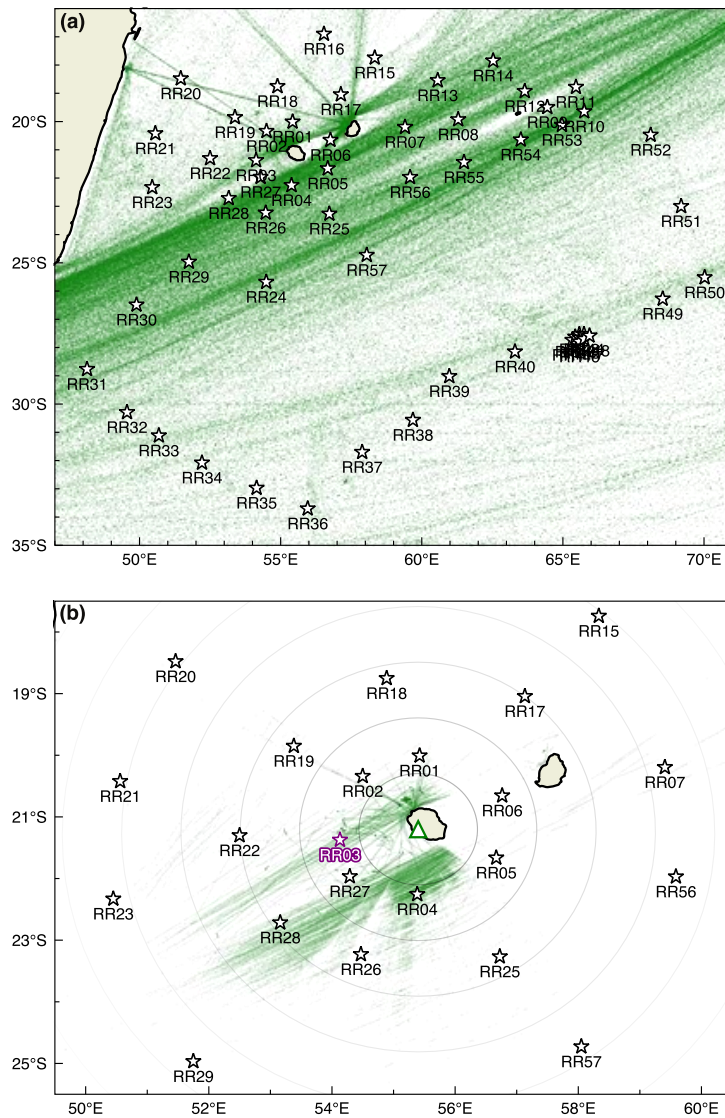 (a)
RR16
RR15
RR14
RR20
RR18
RR17
RR13
RR12
RR11
RR19
RR01
RR09
RR10
20°S
RR21
RR02
RR06
RR07
RR08
RR54
RR53
RR52
RR22
RR03
RR05
RR55
RR23
RR27
RR04
RR56
RR28
RR26
RR25
RR51
25°S
RR29
RR24
RR57
RR50
RR30
RR49
RR31
RR40
RR39
30°S
RR32
RR33
RR38
RR34
RR37
RR35
RR36
35°S
50°E 55°E 60°E 65°E 70°E
(b)
RR15
RR20
19°S
RR18
RR17
RR19
RR01
RR02
RR07
RR21
RR06
21°S
RR22
RR03
RR05
RR23
RR27
RR04
RR56
RR28
23°S
RR26
RR25
RR57
25°S
RR29
50°E 52°E 54°E 56°E 58°E 60°E